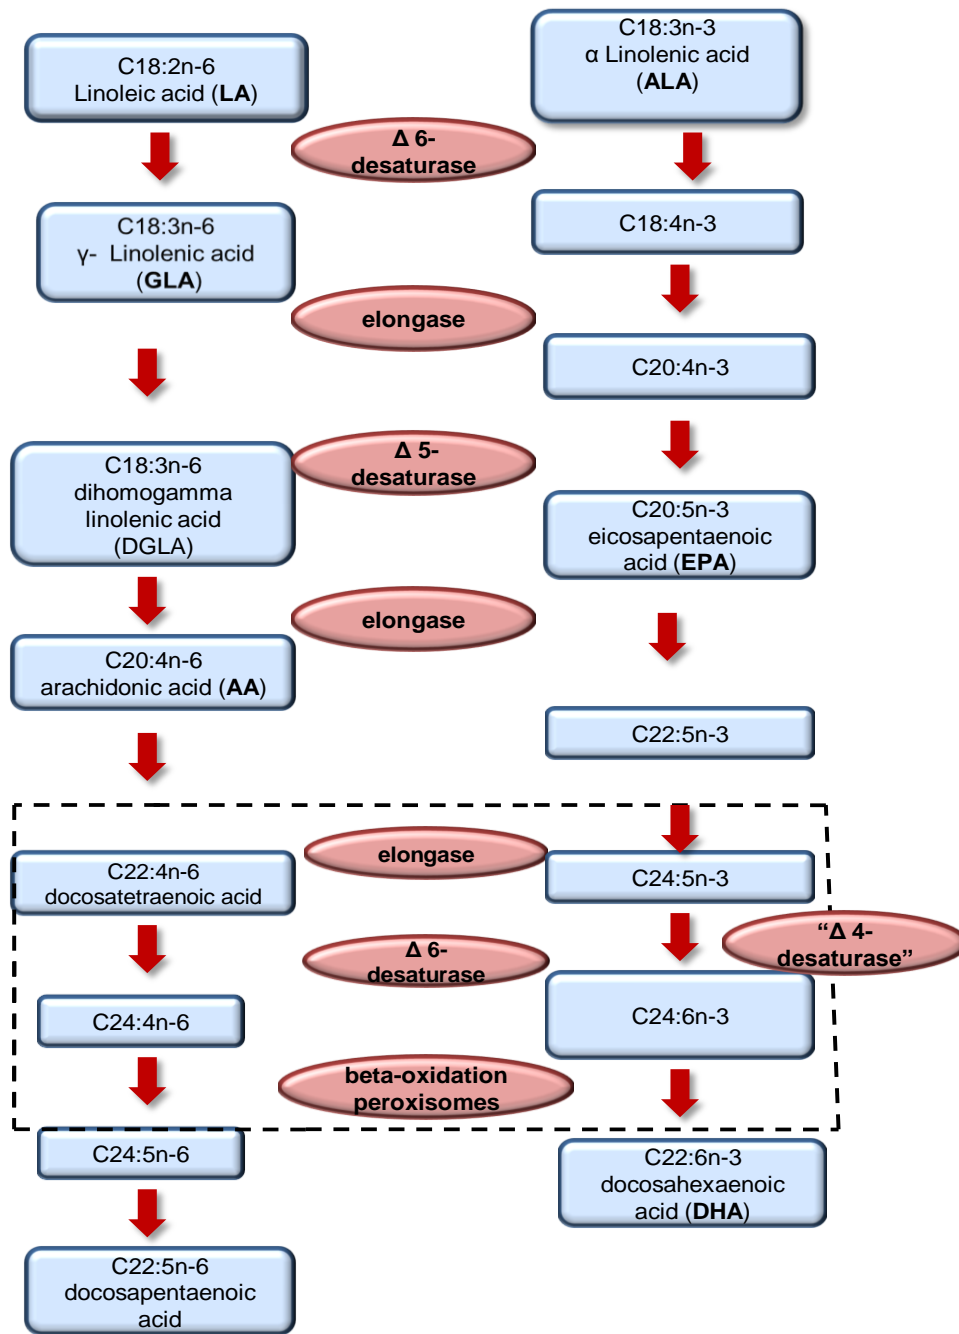 C18:2n-6
Linoleic acid (LA)
C18:3n-6
γ- Linolenic acid
(GLA)
C18:3n-6
dihomogamma
linolenic acid
(DGLA)
C20:4n-6
arachidonic acid (AA)
C22:4n-6
docosatetraenoic acid
C24:4n-6
C24:5n-6
C22:5n-6
docosapentaenoic
acid
Δ 6-
desaturase
elongase
Δ 5-
desaturase
elongase
elongase
Δ 6-
desaturase
beta-oxidation
peroxisomes
C18:3n-3
α Linolenic acid
(ALA)
C18:4n-3
C20:4n-3
C20:5n-3
eicosapentaenoic
acid (EPA)
C22:5n-3
C24:5n-3
C24:6n-3
C22:6n-3
docosahexaenoic
acid (DHA)
“Δ 4-
desaturase”